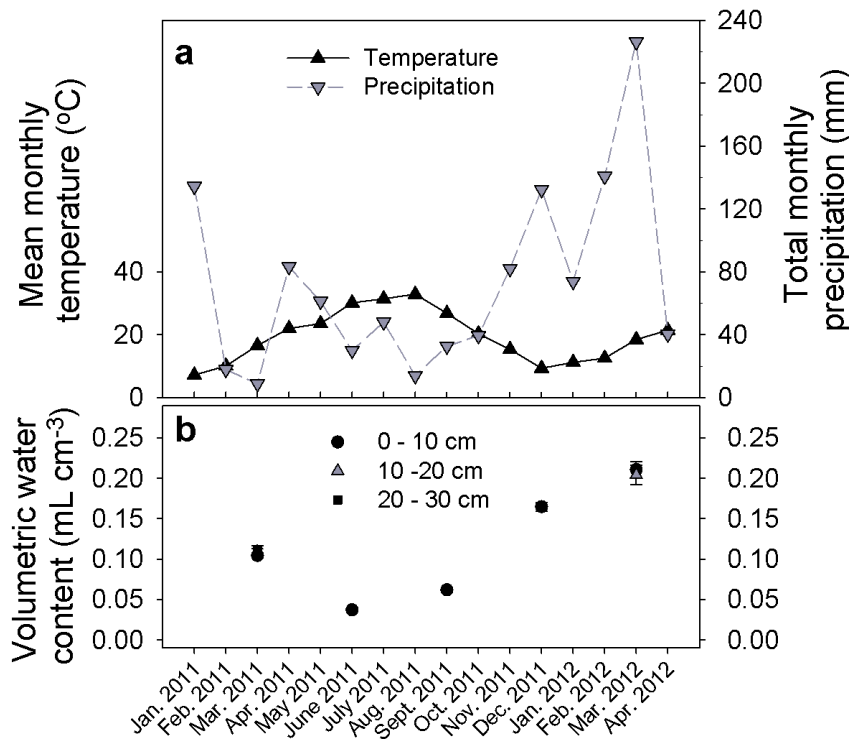 a
Temperature
Precipitation
Mean monthly
temperature (ºC)
40
20
0
240
200
160
120
80
40
0
Total monthly
precipitation (mm)
b
0 - 10 cm
10 -20 cm
20 - 30 cm
Volumetric water
content (mL cm-3)
0.25
0.20
0.15
0.10
0.05
0.00
0.25
0.20
0.15
0.10
0.05
0.00
Jan. 2011
Feb. 2011
Mar. 2011
Apr. 2011
May 2011
June 2011
July 2011
Aug. 2011
Sept. 2011
Oct. 2011
Nov. 2011
Dec. 2011
Jan. 2012
Feb. 2012
Mar. 2012
Apr. 2012